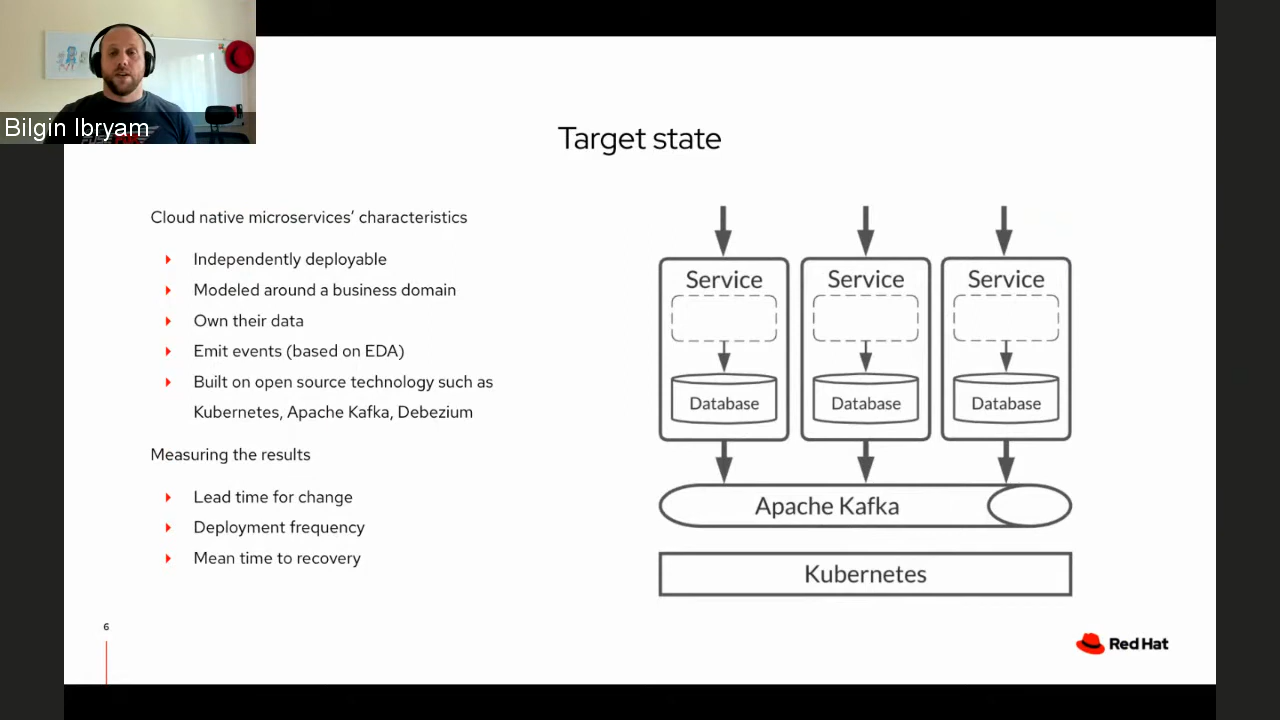 Bilgin Ibryam
Target state
Cloud native microservices’ characteristics
Independently deployable
Modeled around a business domain
Own their data
Emit events (based on EDA)
Built on open source technology such as
Kubernetes, Apache Kafka, Debezium
Measuring the results
Lead time for change
Deployment frequency
Mean time to recovery
Service
Service
Service
Database
Database
Database
Apache Kafka
Kubernetes
6
Red Hat